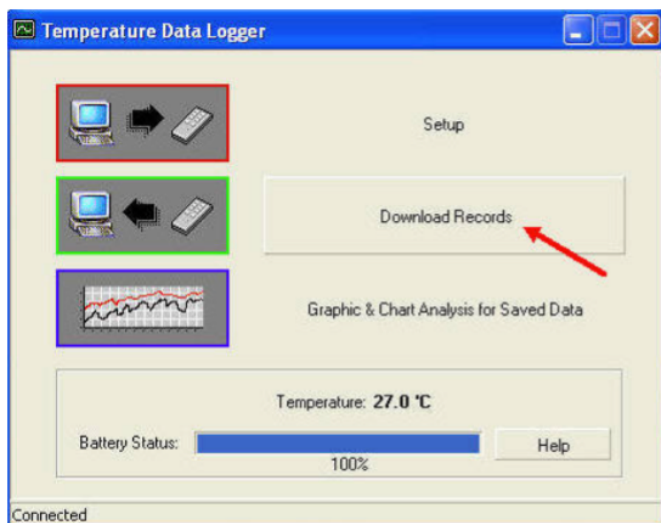 Temperature Data Logger
Setup
Download Records
Graphic & Chart Analysis for Saved Data
Temperature: 27.0 °C
Battery Status:
100%
Help
Connected